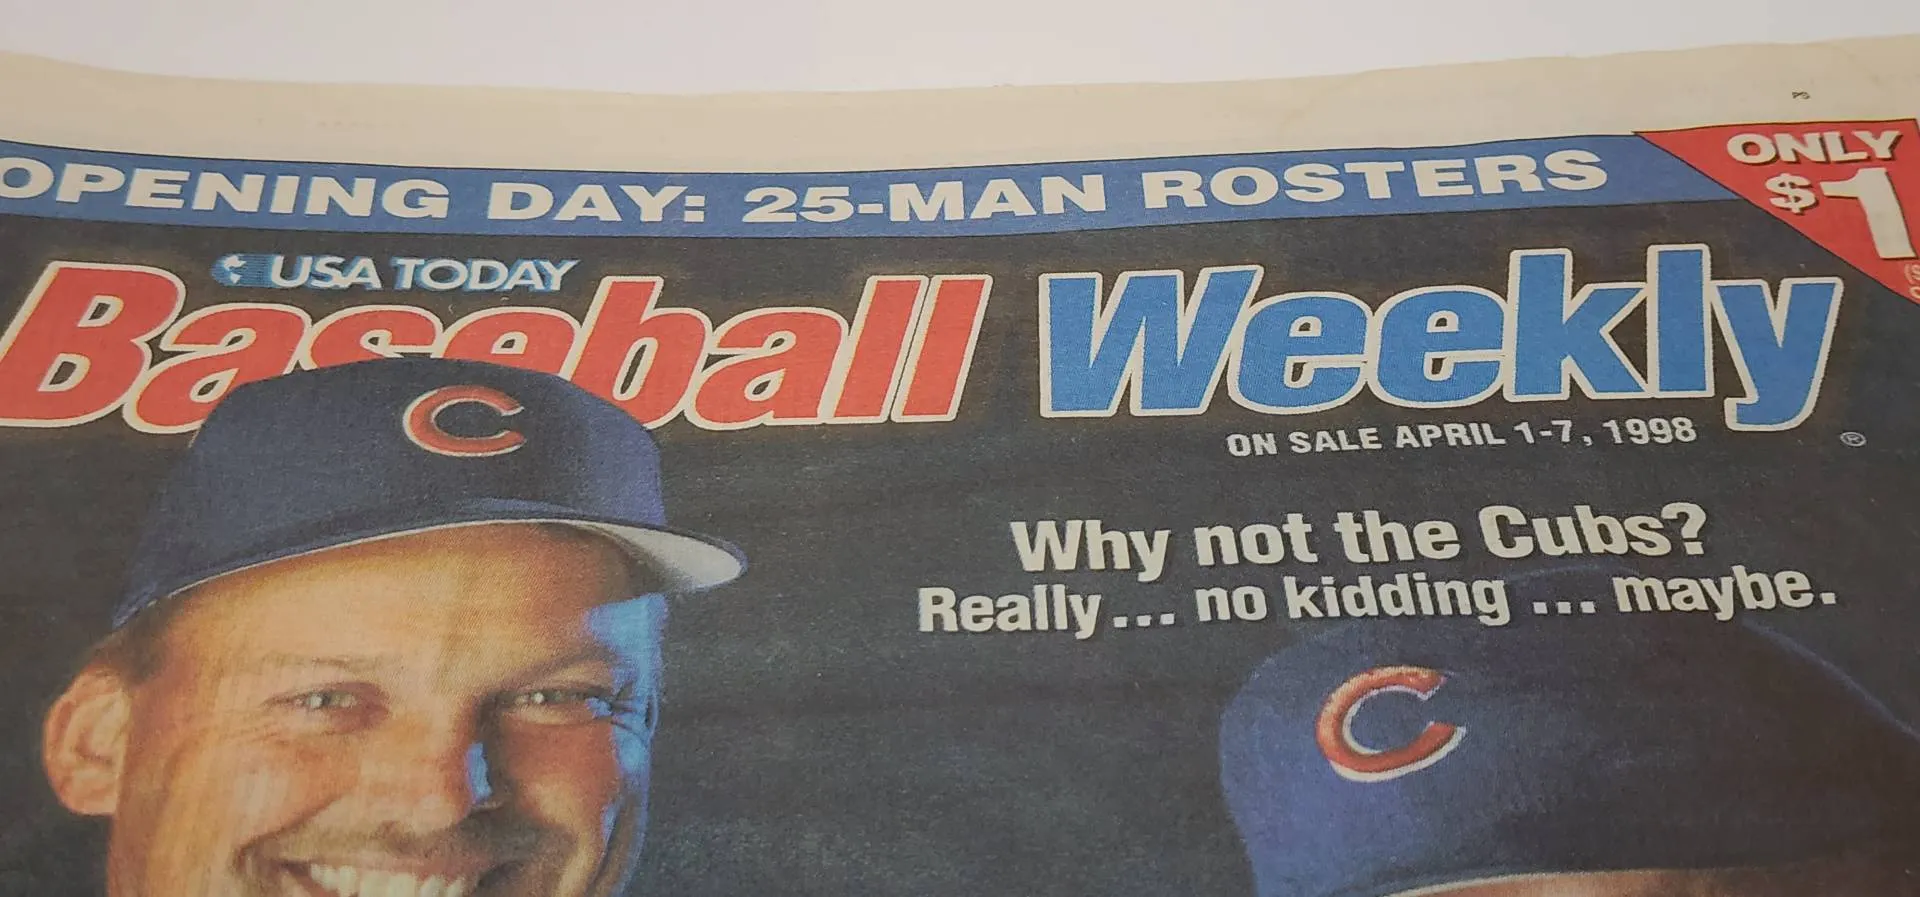 OPENING DAY: 25-MAN ROSTERS
ONLY
$1
USA TODAY
Baseball Weekly
ON SALE APRIL 1-7, 1998
®
Why not the Cubs?
Really... no kidding ... maybe.
C
C